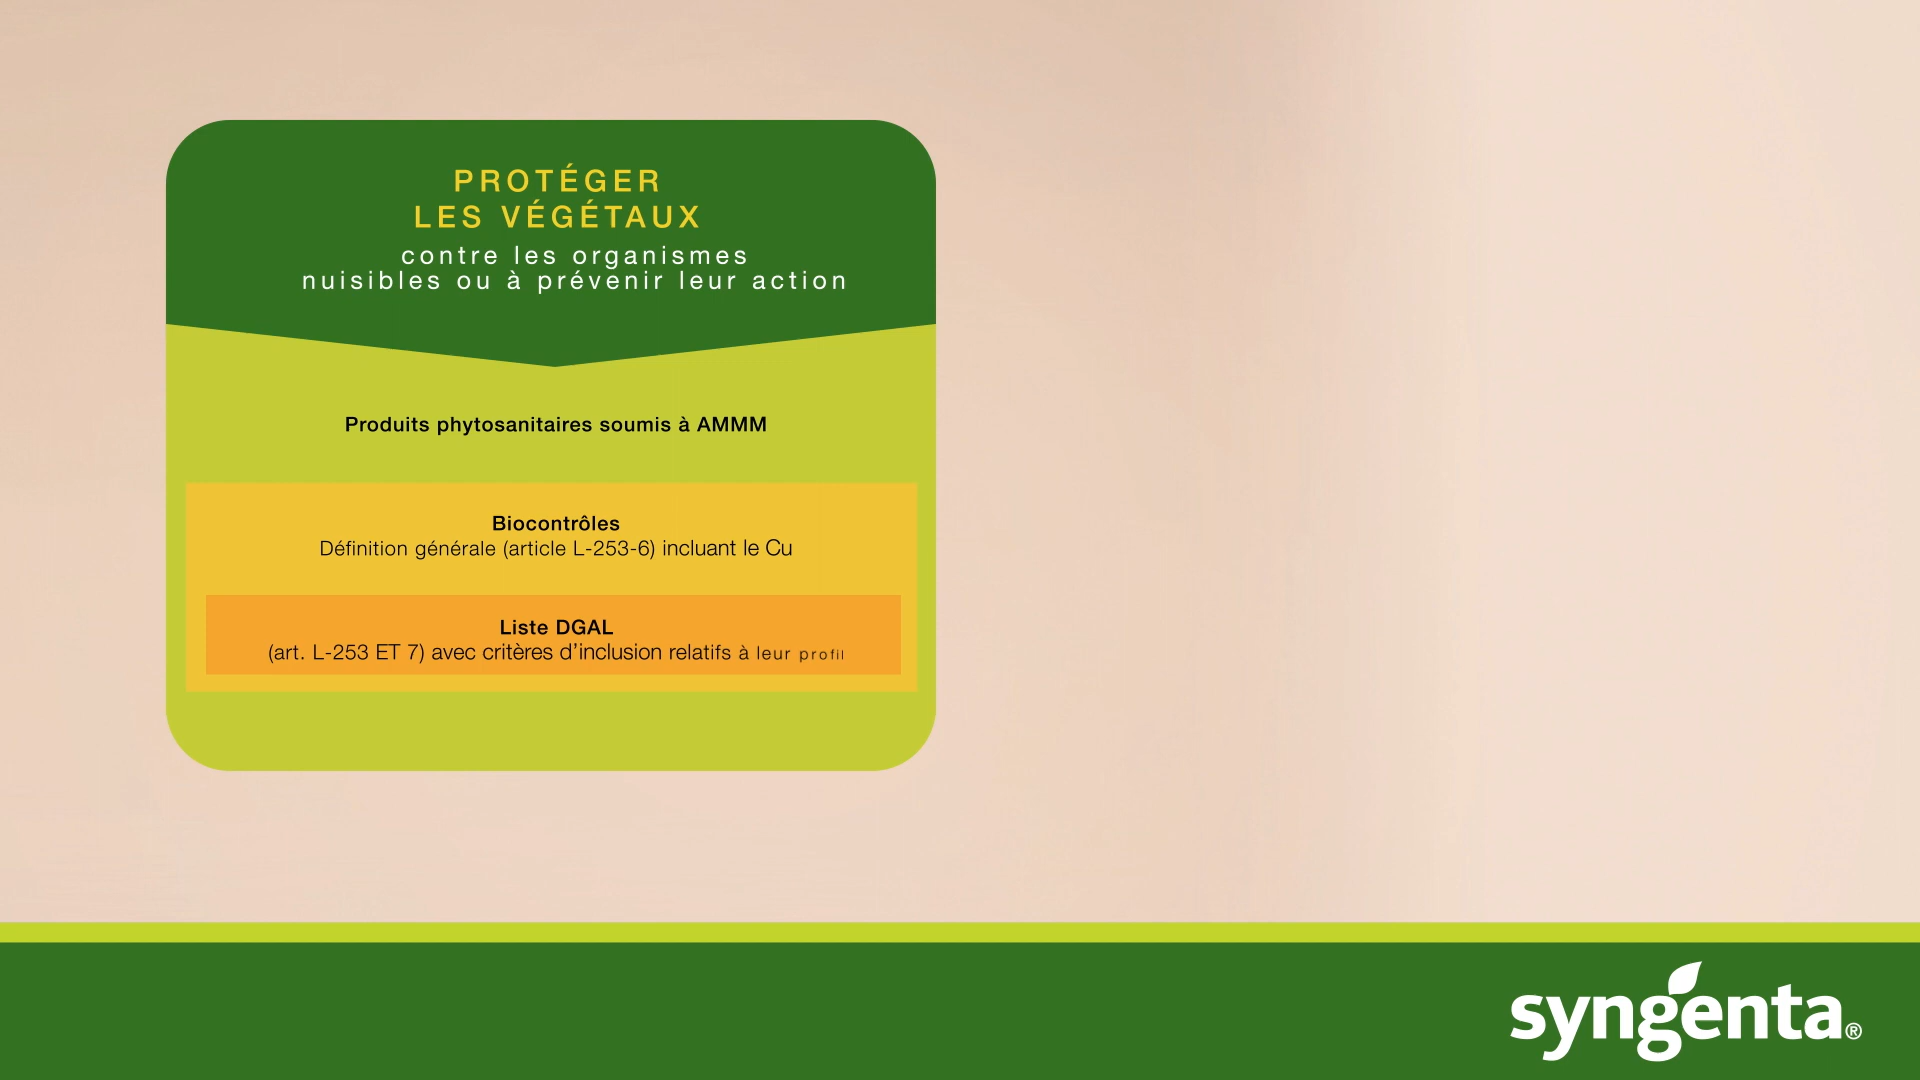 PROTÉGER
LES VÉGÉTAUX
contre les organismes
nuisibles ou à prévenir leur action
Produits phytosanitaires soumis à AMMM
Biocontrôles
Définition générale (article L-253-6) incluant le Cu
Liste DGAL
(art. L-253 ET 7) avec critères d’inclusion relatifs à leur profil
syngenta®